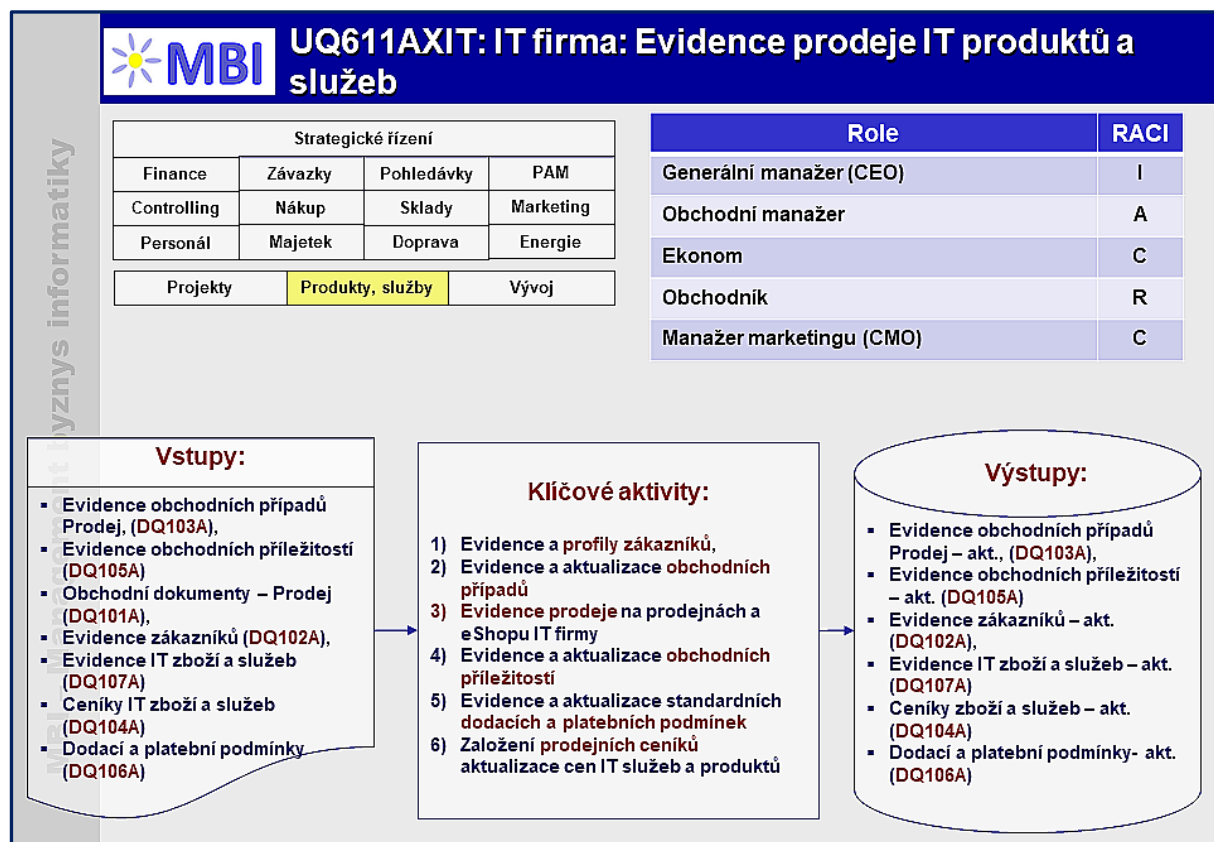 MBI
UQ611AXIT: IT firma: Evidence prodeje IT produktů a
služeb
MBI – Management byznys informatiky
Strategické řízení
Finance Závazky Pohledávky PAM
Controlling Nákup Sklady Marketing
Personál Majetek Doprava Energie
Projekty Produkty, služby Vývoj
Role RACI
Generální manažer (CEO) I
Obchodní manažer A
Ekonom C
Obchodník R
Manažer marketingu (CMO) C
Vstupy:
▪ Evidence obchodních případů
Prodej, (DQ103A),
▪ Evidence obchodních příležitostí
(DQ105A)
▪ Obchodní dokumenty – Prodej
(DQ101A),
▪ Evidence zákazníků (DQ102A),
▪ Evidence IT zboží a služeb
(DQ107A)
▪ Ceníky IT zboží a služeb
(DQ104A)
▪ Dodací a platební podmínky
(DQ106A)
Klíčové aktivity:
1) Evidence a profily zákazníků,
2) Evidence a aktualizace obchodních
případů
3) Evidence prodeje na prodejnách a
eShopu IT firmy
4) Evidence a aktualizace obchodních
příležitostí
5) Evidence a aktualizace standardních
dodacích a platebních podmínek
6) Založení prodejních ceníků
aktualizace cen IT služeb a produktů
Výstupy:
▪ Evidence obchodních případů
Prodej – akt., (DQ103A),
▪ Evidence obchodních příležitostí
– akt. (DQ105A)
▪ Evidence zákazníků – akt.
(DQ102A),
▪ Evidence IT zboží a služeb – akt.
(DQ107A)
▪ Ceníky zboží a služeb – akt.
(DQ104A)
▪ Dodací a platební podmínky- akt.
(DQ106A)